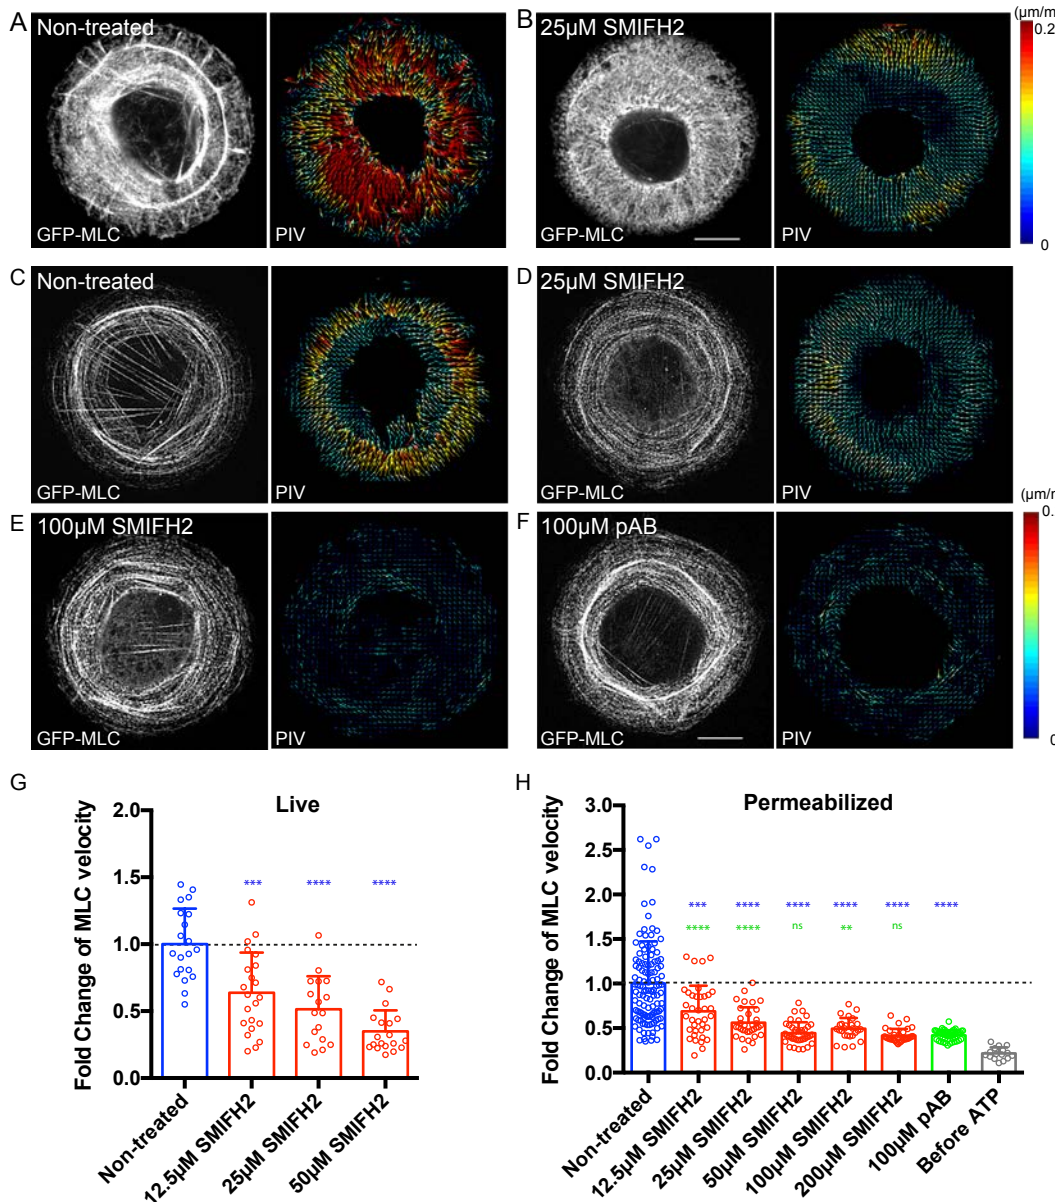 A Non-treated
GFP-MLC
PIV
B 25µM SMIFH2
GFP-MLC
PIV
(µm/m
0.2
0
C Non-treated
GFP-MLC
PIV
D 25µM SMIFH2
GFP-MLC
PIV
E 100µM SMIFH2
GFP-MLC
PIV
F 100µM pAB
GFP-MLC
PIV
(µm/m
0.
0
G
Live
Fold Change of MLC velocity
2.0
1.5
1.0
0.5
0.0
*** **** ****
Non-treated
12.5µM SMIFH2
25µM SMIFH2
50µM SMIFH2
H
Permeabilized
Fold Change of MLC velocity
3.0
2.5
2.0
1.5
1.0
0.5
0.0
*** **** **** **** **** ****
**** **** ns ** ns
Non-treated
12.5µM SMIFH2
25µM SMIFH2
50µM SMIFH2
100µM SMIFH2
200µM SMIFH2
100µM pAB
Before ATP